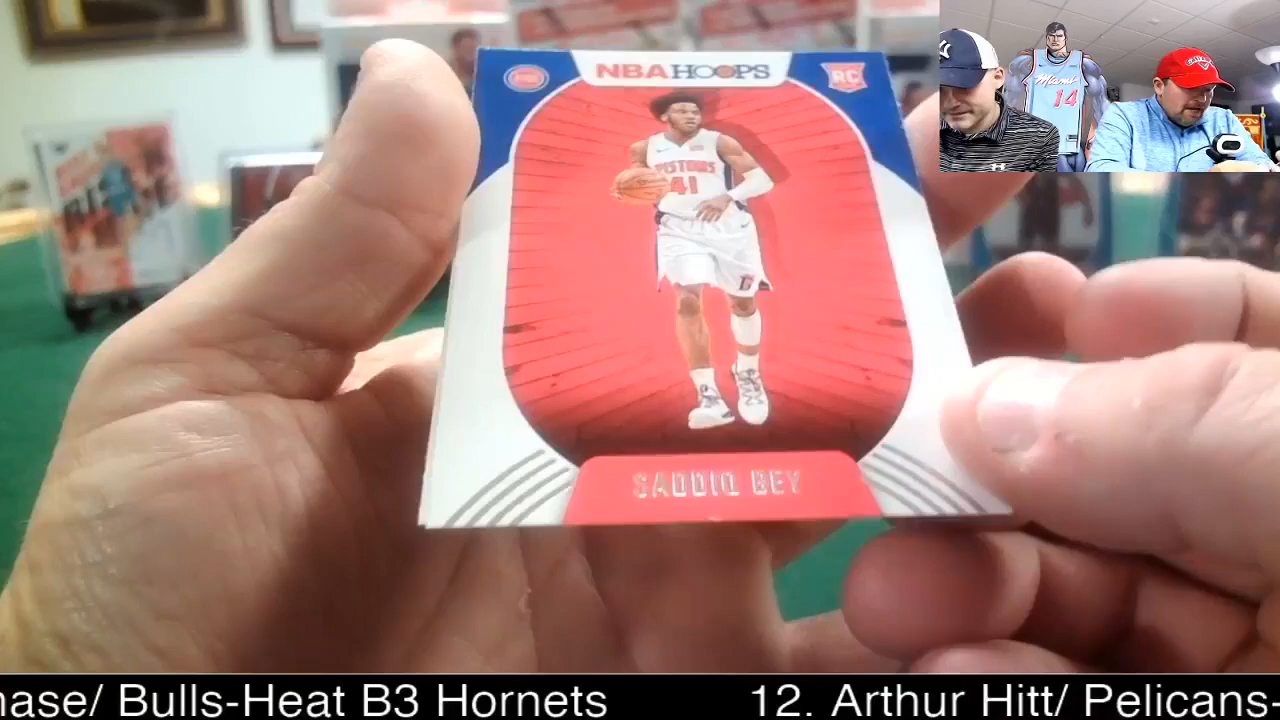 NBA HOOPS
RC
PISTONS
41
SADDIQ BEY
Miami
14
hase/ Bulls-Heat B3 Hornets 12. Arthur Hitt/ Pelicans-